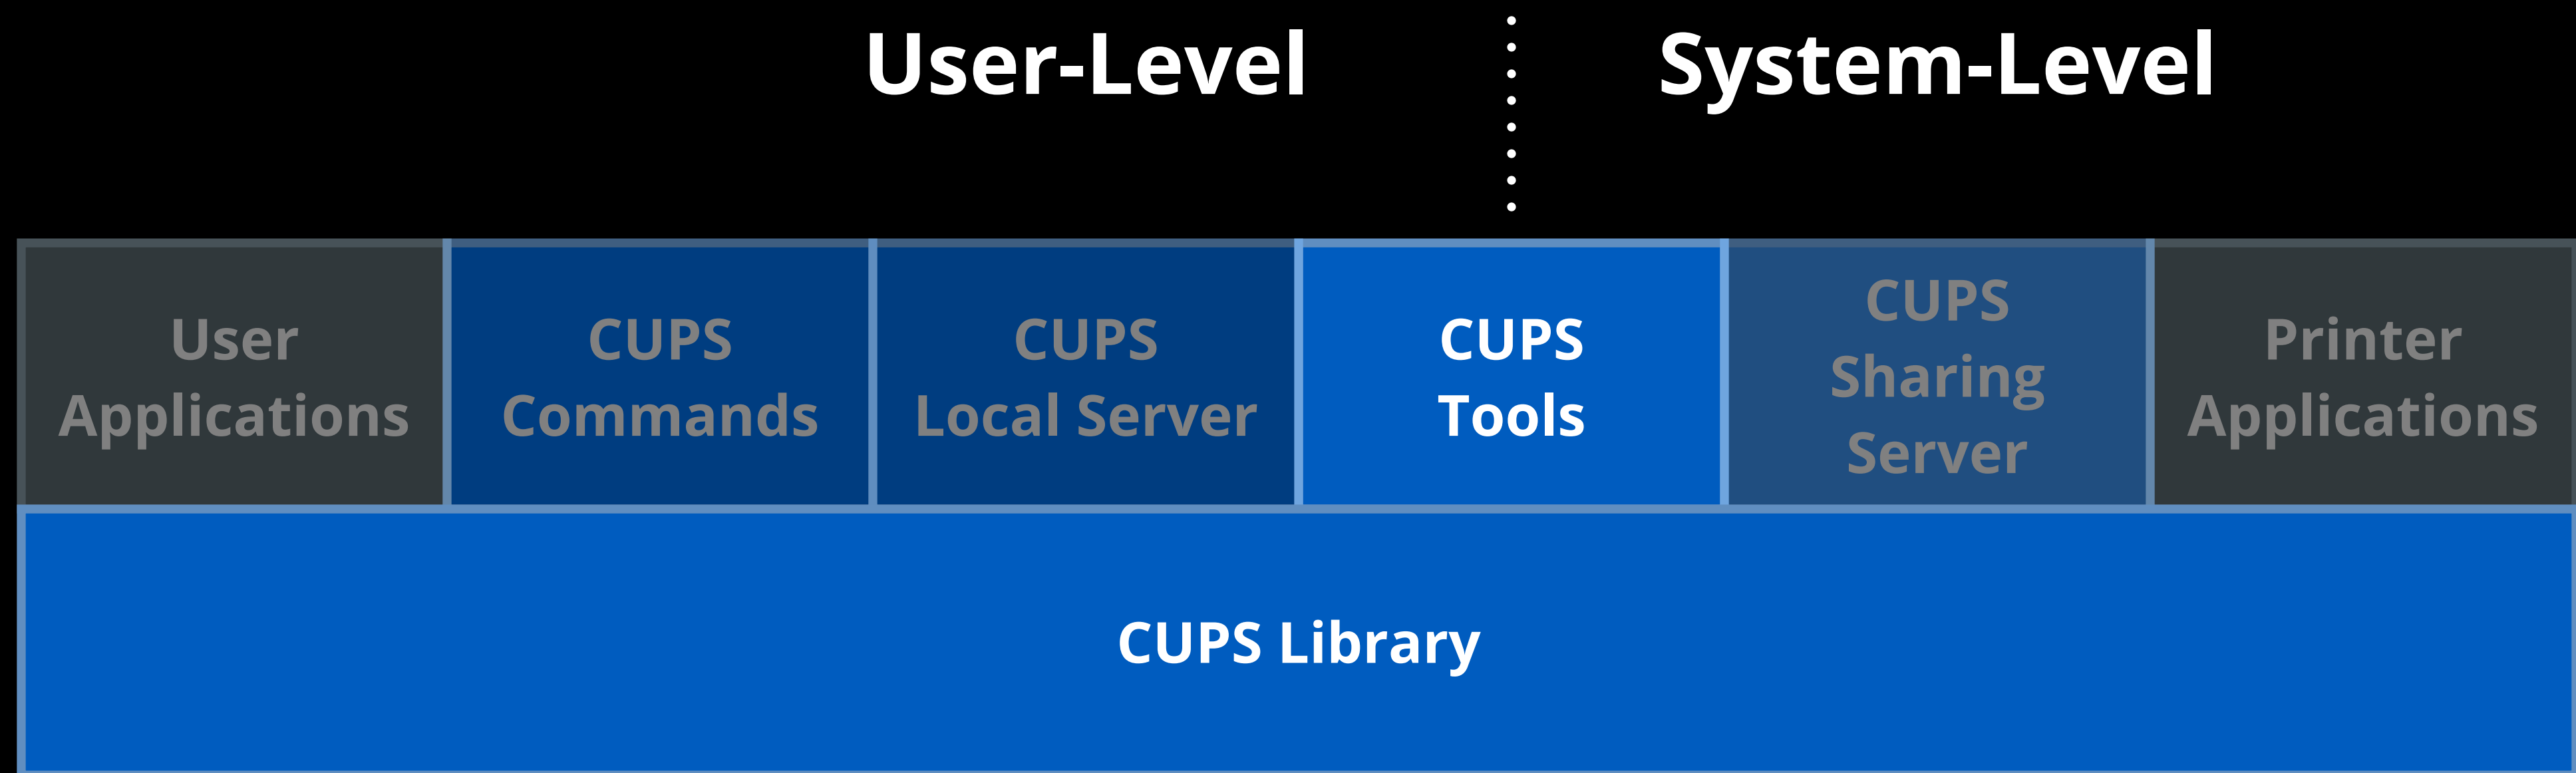 User-Level
System-Level
User
Applications
CUPS
Commands
CUPS
Local Server
CUPS
Tools
CUPS
Sharing
Server
Printer
Applications
CUPS Library